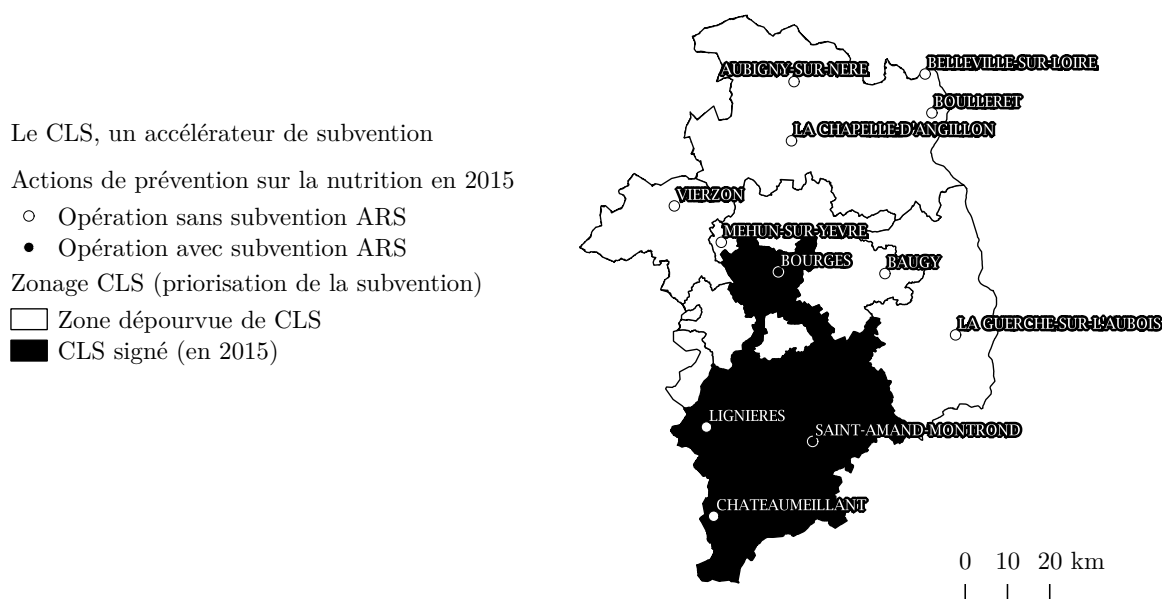 Le CLS, un accélérateur de subvention
Actions de prévention sur la nutrition en 2015
Opération sans subvention ARS
Opération avec subvention ARS
Zonage CLS (priorisation de la subvention)
Zone dépourvue de CLS
CLS signé (en 2015)
AUBIGNY-SUR-NERE
BELLEVILLE-SUR-LOIRE
BOULLERET
LA CHAPELLE-D'ANGILLON
VIERZON
MEHUN-SUR-YEVRE
BOURGES
BAUGY
LA GUERCHE-SUR-L'AUBOIS
LIGNIERES
SAINT-AMAND-MONTROND
CHATEAUMEILLANT
0 10 20 km